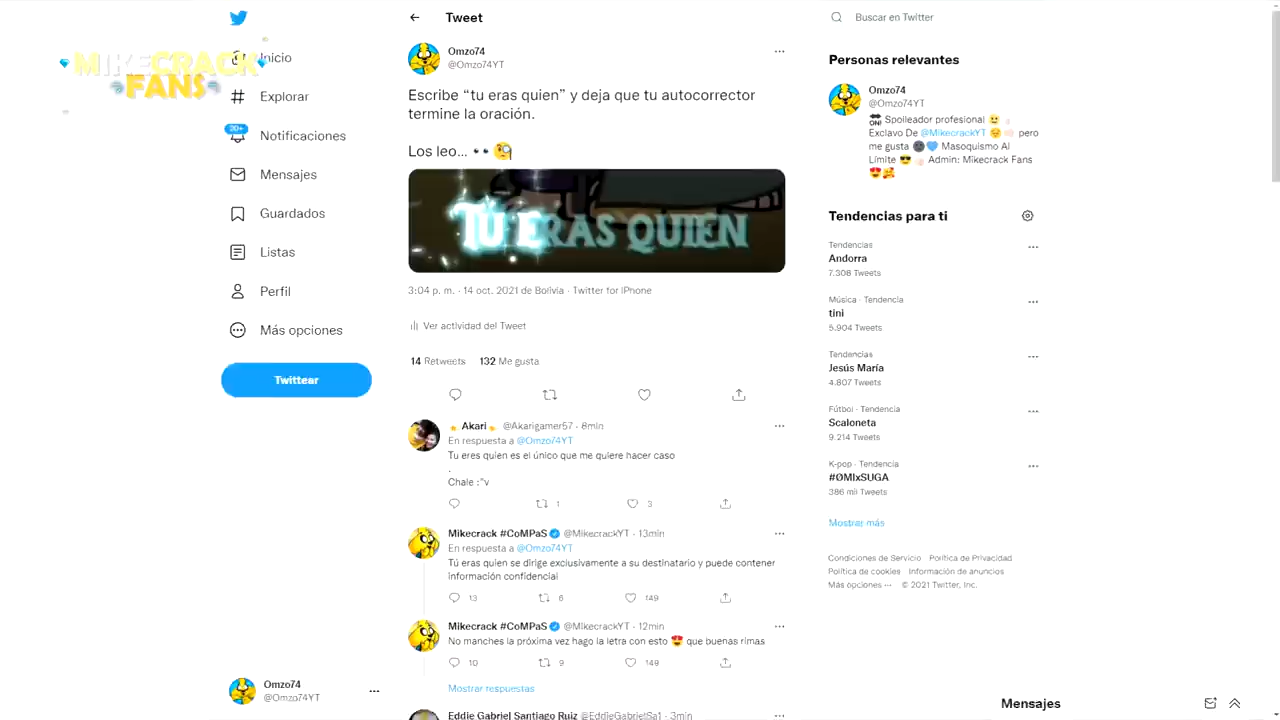 MIKECRACK
FANS
Inicio
Explorar
20+
Notificaciones
Mensajes
Guardados
Listas
Perfil
Más opciones
Twittear
Omzo74
@Omzo74YT
Tweet
Omzo74
@Omzo74YT
Escribe “tu eras quien” y deja que tu autocorrector
termine la oración.
Los leo...
TU ERAS QUIEN
3:04 p. m. · 14 oct. 2021 de Bolivia · Twitter for iPhone
Ver actividad del Tweet
14 Retweets 132 Me gusta
Akari @Akarigamer57 · 8min
En respuesta a @Omzo74YT
Tu eres quien es el único que me quiere hacer caso
.
Chale :"v
1 3
Mikecrack #CoMPaS @MikecrackYT · 13min
En respuesta a @Omzo74YT
Tú eras quien se dirige exclusivamente a su destinatario y puede contener
información confidencial
13 6 149
Mikecrack #CoMPaS @MikecrackYT · 12min
No manches la próxima vez hago la letra con esto 😍 que buenas rimas
10 9 149
Mostrar respuestas
Eddie Gabriel Santiago Ruiz @EddieGabrielSa1 · 3min
Buscar en Twitter
Personas relevantes
Omzo74
@Omzo74YT
ON! Spoileador profesional
Exclavo De @MikecrackYT pero
me gusta Masoquismo Al
Límite 😎 Admin: Mikecrack Fans
😍🥰
Tendencias para ti
Tendencias
Andorra
7.308 Tweets
Música · Tendencia
tini
5.904 Tweets
Tendencias
Jesús María
4.807 Tweets
Fútbol · Tendencia
Scaloneta
9.214 Tweets
K-pop · Tendencia
#ØMIxSUGA
386 mil Tweets
Mostrar más
Condiciones de Servicio Política de Privacidad
Política de cookies Información de anuncios
Más opciones ··· © 2021 Twitter, Inc.
Mensajes